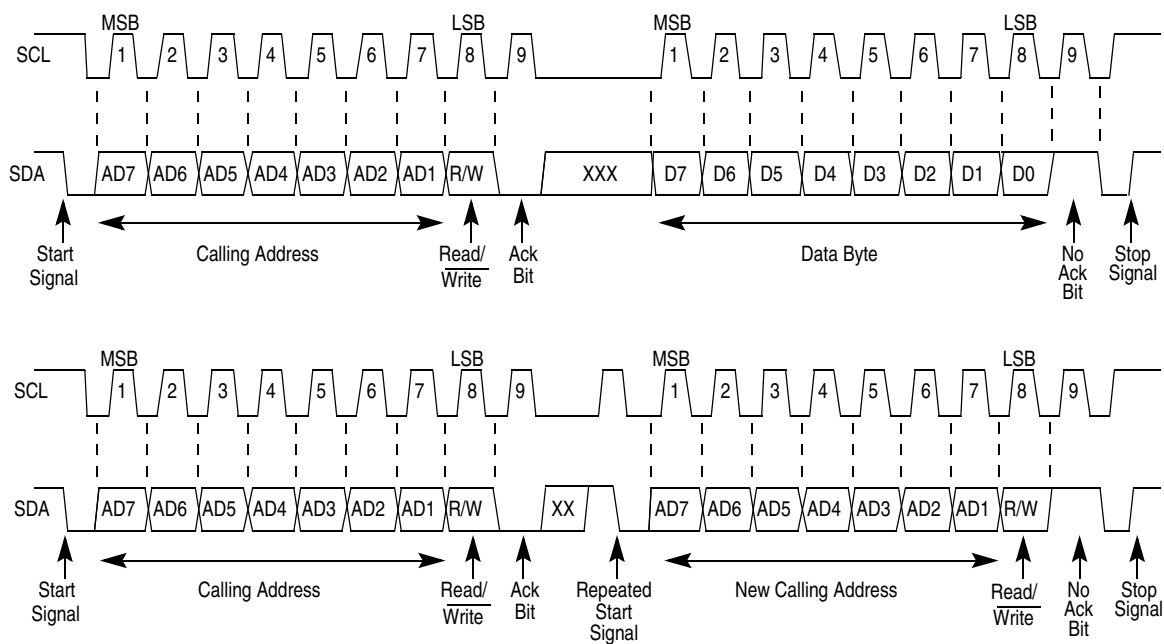 MSB LSB MSB LSB
SCL 1 2 3 4 5 6 7 8 9 1 2 3 4 5 6 7 8 9
SDA AD7 AD6 AD5 AD4 AD3 AD2 AD1 R/W XXX D7 D6 D5 D4 D3 D2 D1 D0
Start Signal
Calling Address
Read/
Write
Ack
Bit
Data Byte
No
Ack
Bit
Stop
Signal
MSB LSB MSB LSB
SCL 1 2 3 4 5 6 7 8 9 1 2 3 4 5 6 7 8 9
SDA AD7 AD6 AD5 AD4 AD3 AD2 AD1 R/W XX AD7 AD6 AD5 AD4 AD3 AD2 AD1 R/W
Start
Signal
Calling Address
Read/
Write
Ack
Bit
Repeated
Start
Signal
New Calling Address
Read/
Write
No
Ack
Bit
Stop Signal